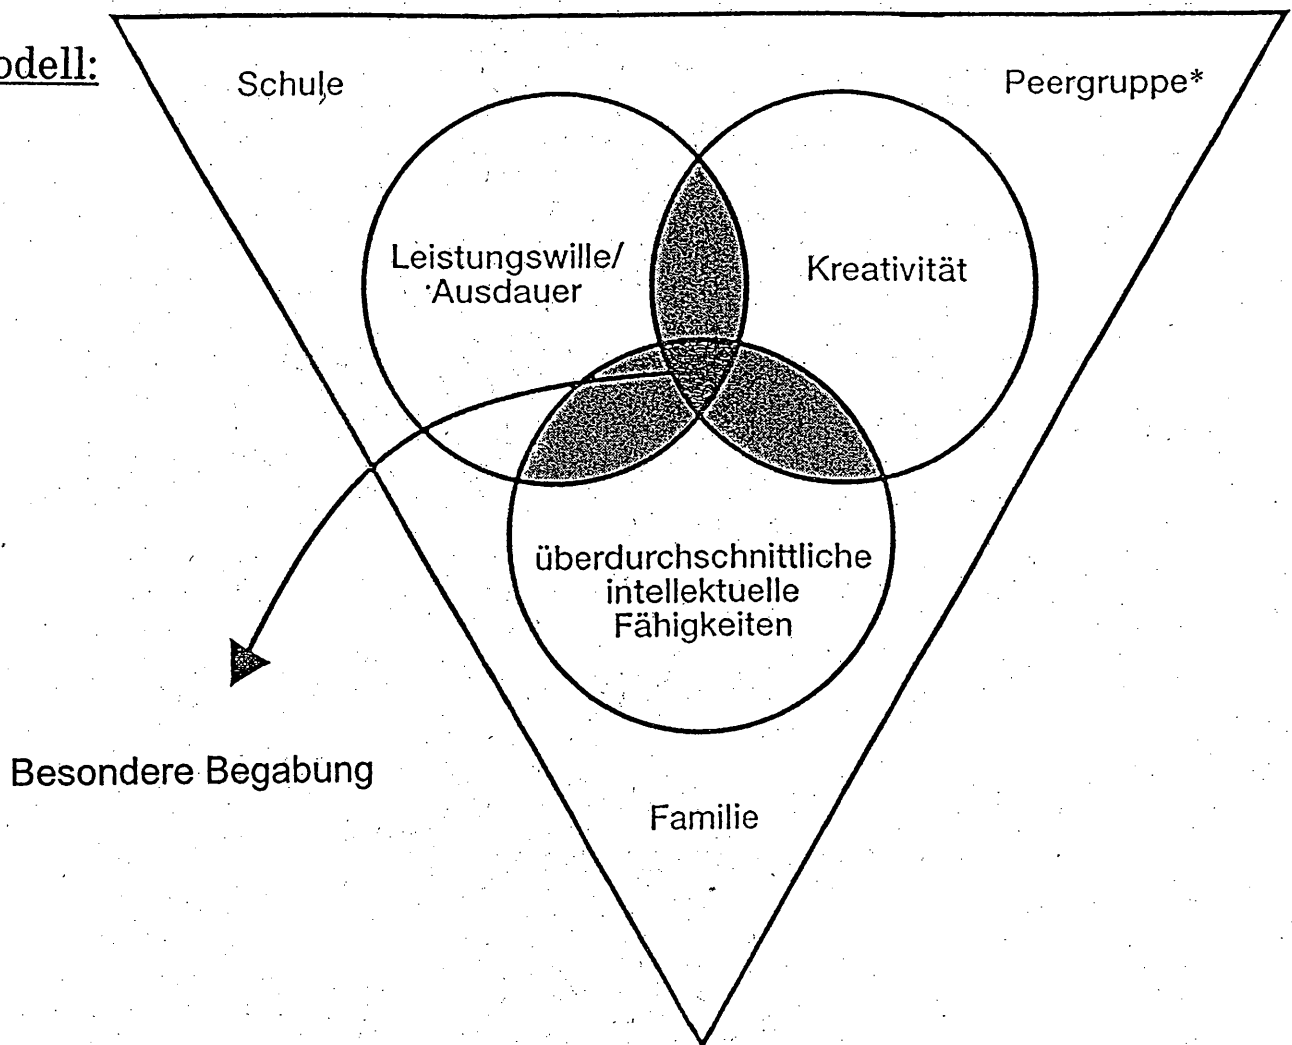 odell:
Schule
Peergruppe*
Leistungswille/
Ausdauer
Kreativität
überdurchschnittliche
intellektuelle
Fähigkeiten
Besondere Begabung
Familie